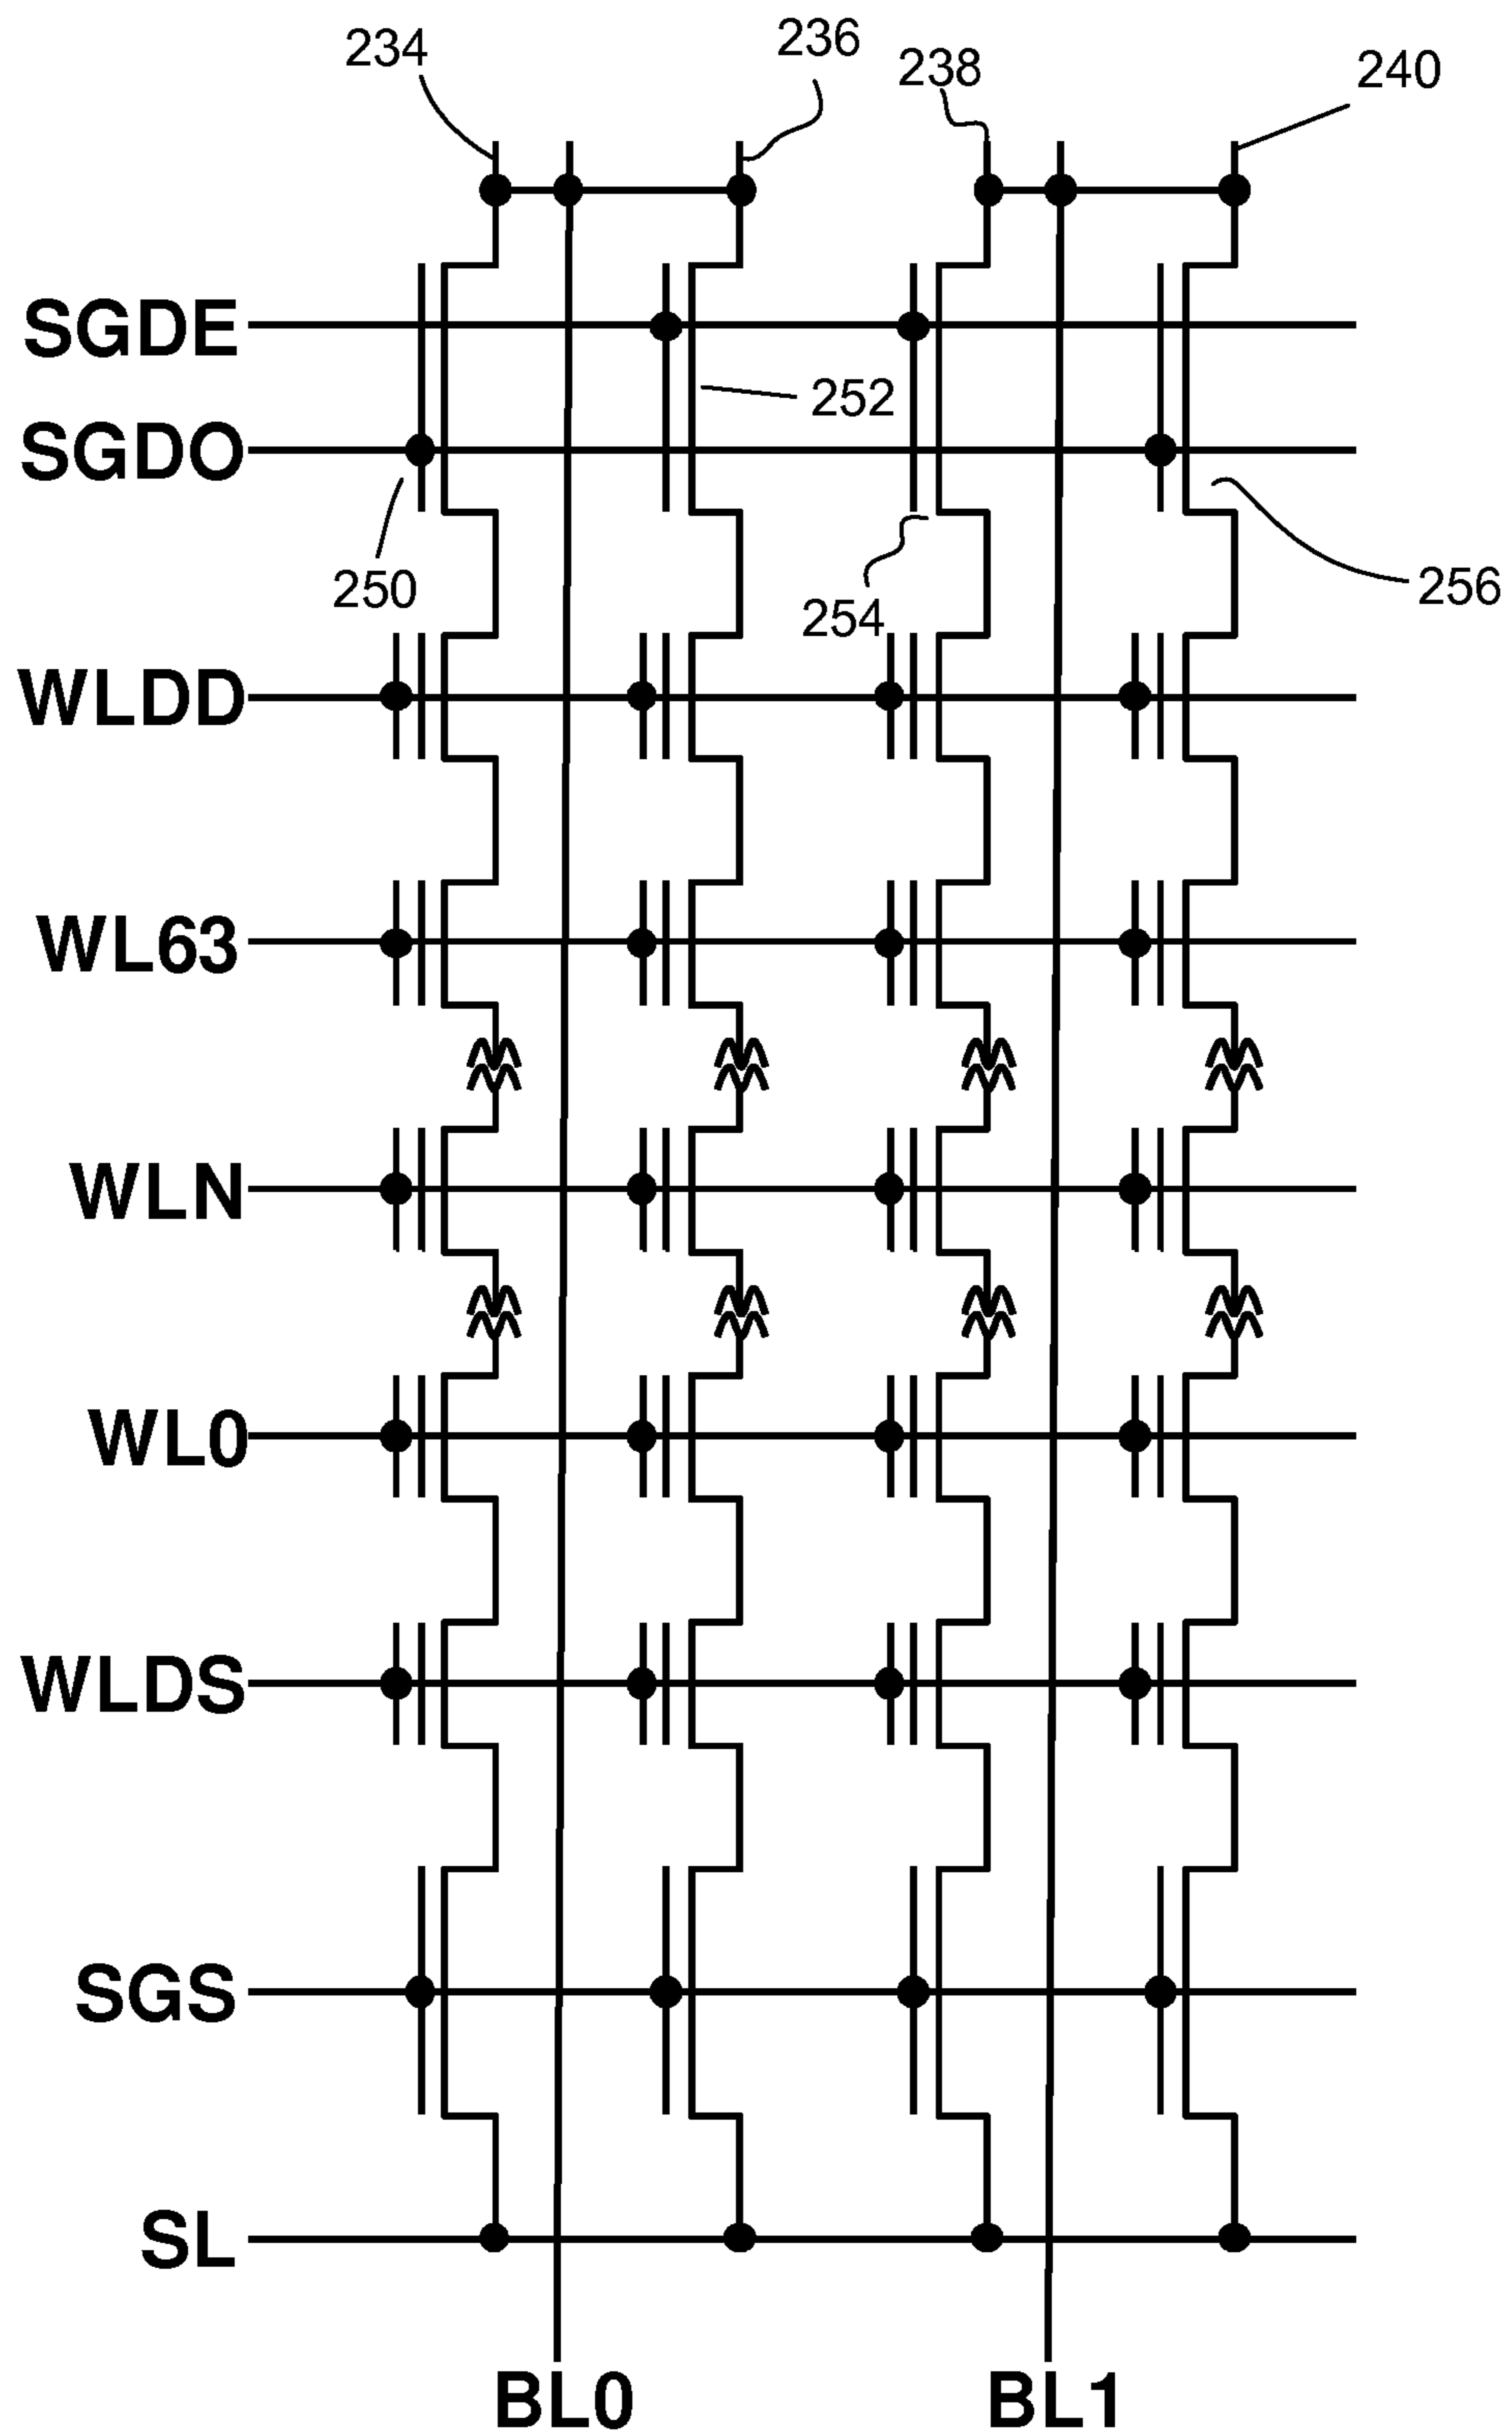 234
236
238
240
SGDE
252
SGDO
250
254
256
WLDD
WL63
WLN
WL0
WLDS
SGS
SL
BL0
BL1